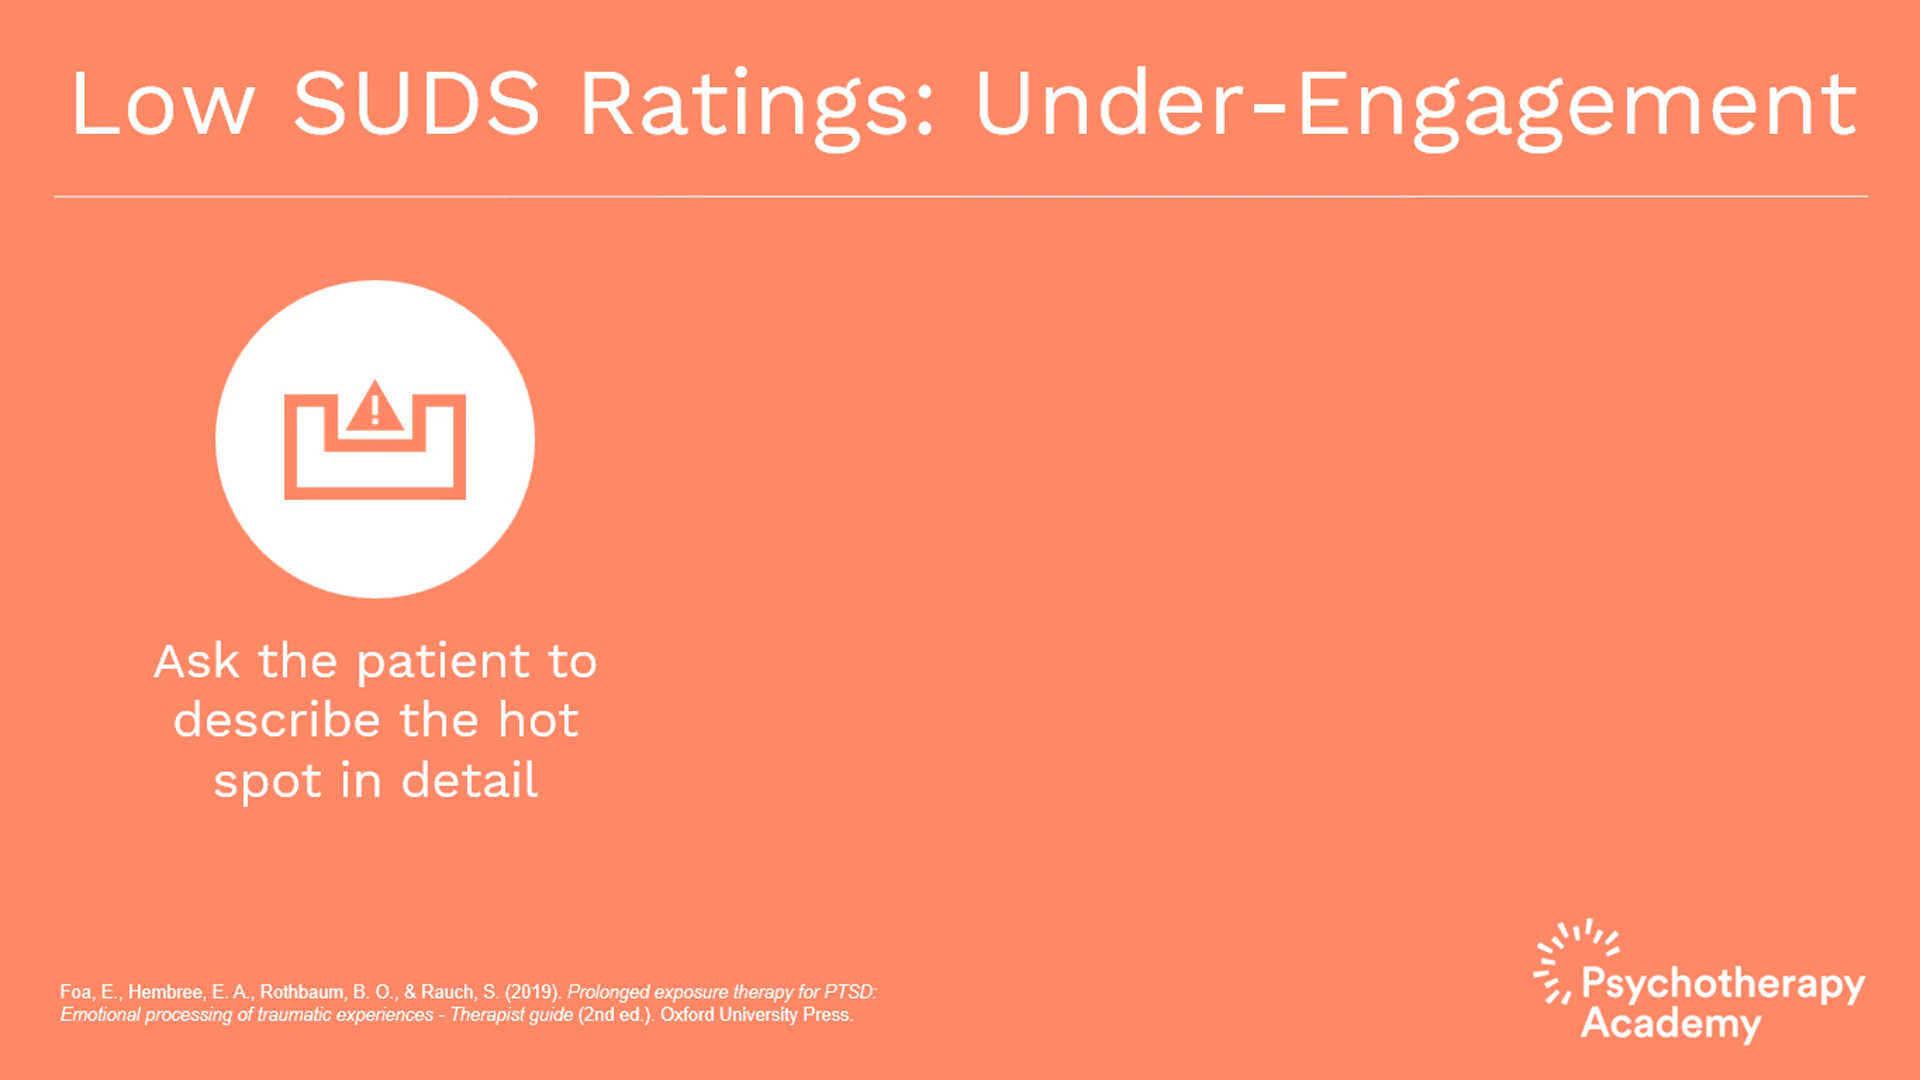 Low SUDS Ratings: Under-Engagement
Ask the patient to
describe the hot
spot in detail
Foa, E., Hembree, E. A., Rothbaum, B. O., & Rauch, S. (2019). Prolonged exposure therapy for PTSD:
Emotional processing of traumatic experiences - Therapist guide (2nd ed.). Oxford University Press.
Psychotherapy
Academy